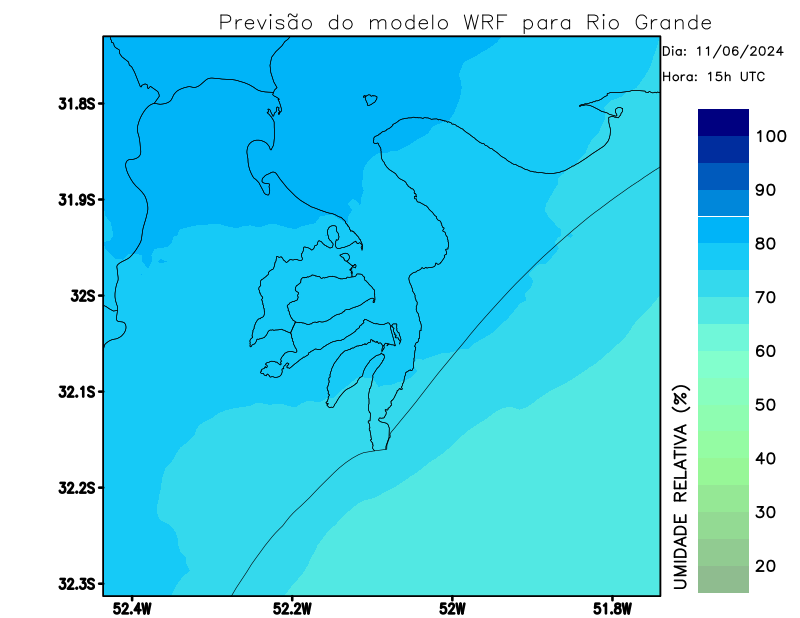 Previsão do modelo WRF para Rio Grande
Dia: 11/06/2024
Hora: 15h UTC
31.8S
31.9S
32S
32.1S
32.2S
32.3S
52.4W
52.2W
52W
51.8W
100
90
80
70
60
50
40
30
20
UMIDADE RELATIVA (%)